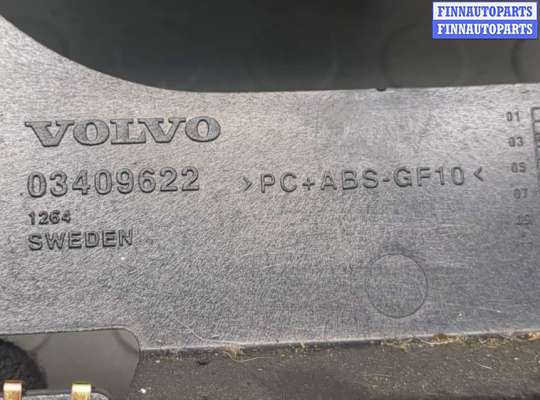 FINNAUTOPARTS
FINNAUTOPARTS
VOLVO
03409622 >PC+ABS-GF10<
1264
SWEDEN
01
03
05
07